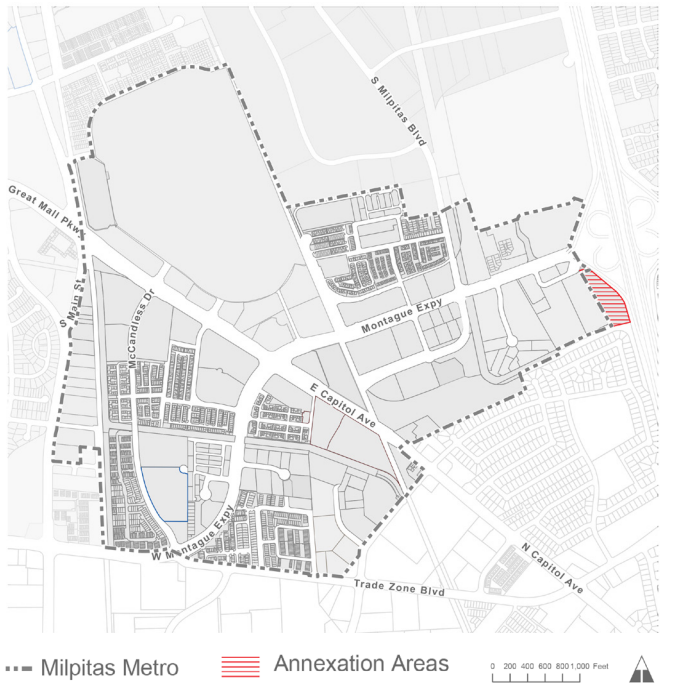 S Milpitas Blvd
Great Mall Pkwy
S Main St
McCandless Dr
Montague Expy
E Capitol Ave
W Montague Expy
N Capitol Ave
Trade Zone Blvd
Milpitas Metro
Annexation Areas
0 200 400 600 800 1,000 Feet